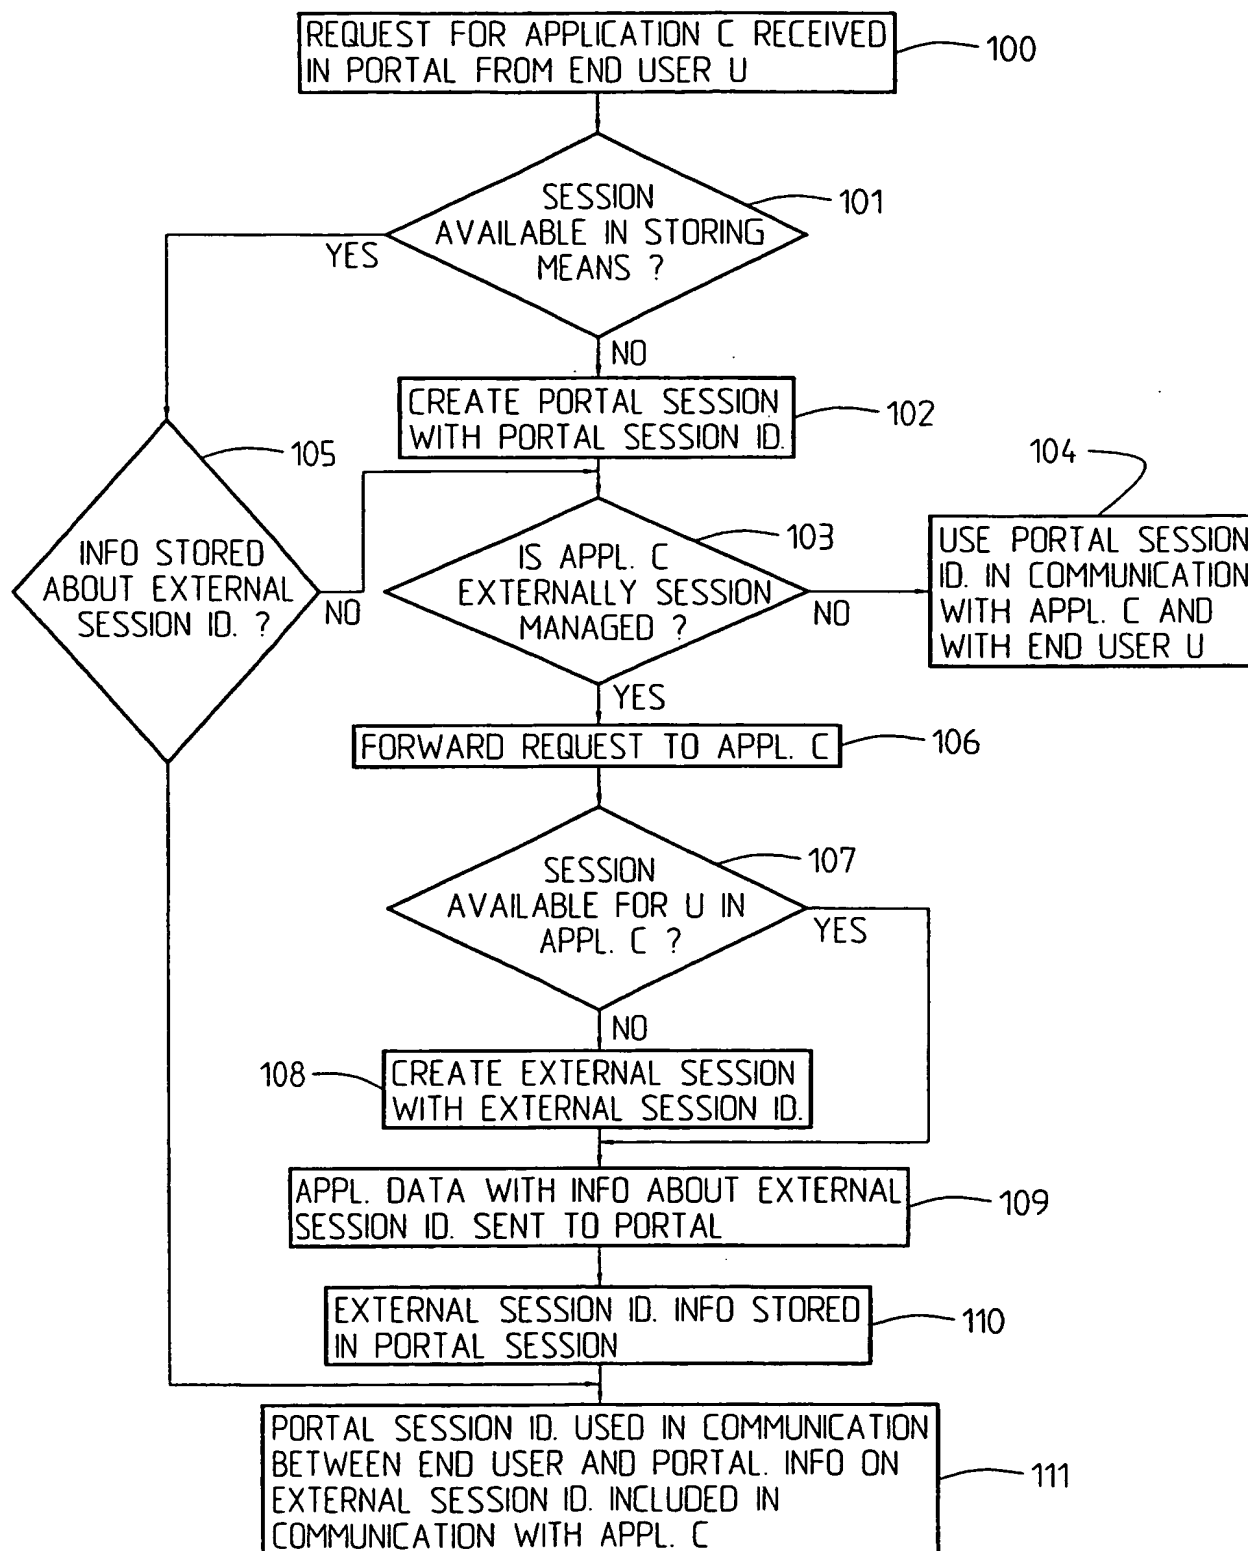 REQUEST FOR APPLICATION C RECEIVED
IN PORTAL FROM END USER U
100
SESSION
AVAILABLE IN STORING
MEANS ?
101
YES
NO
CREATE PORTAL SESSION
WITH PORTAL SESSION ID.
102
105
104
INFO STORED
ABOUT EXTERNAL
SESSION ID. ?
NO
IS APPL. C
EXTERNALLY SESSION
MANAGED ?
103
NO
USE PORTAL SESSION
ID. IN COMMUNICATION
WITH APPL. C AND
WITH END USER U
YES
FORWARD REQUEST TO APPL. C
106
SESSION
AVAILABLE FOR U IN
APPL. C ?
107
YES
NO
108
CREATE EXTERNAL SESSION
WITH EXTERNAL SESSION ID.
APPL. DATA WITH INFO ABOUT EXTERNAL
SESSION ID. SENT TO PORTAL
109
EXTERNAL SESSION ID. INFO STORED
IN PORTAL SESSION
110
PORTAL SESSION ID. USED IN COMMUNICATION
BETWEEN END USER AND PORTAL. INFO ON
EXTERNAL SESSION ID. INCLUDED IN
COMMUNICATION WITH APPL. C
111